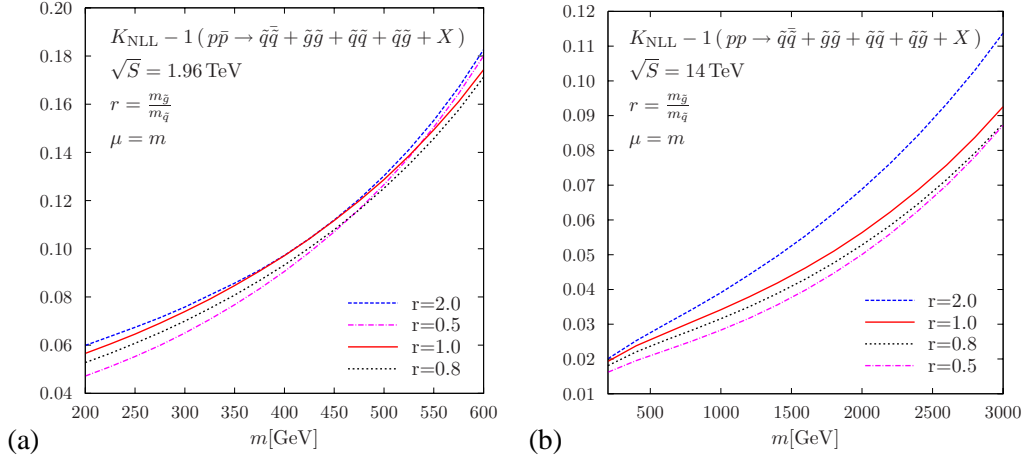 K_NLL − 1 ( pp̄ → q̃q̃̄ + g̃g̃ + q̃q̃ + q̃g̃ + X )
√S = 1.96 TeV
r = m_g̃/m_q̃
μ = m
0.20
0.18
0.16
0.14
0.12
0.10
0.08
0.06
0.04
r=2.0
r=0.5
r=1.0
r=0.8
200 250 300 350 400 450 500 550 600
m[GeV]
(a)
K_NLL − 1 ( pp → q̃q̃̄ + g̃g̃ + q̃q̃ + q̃g̃ + X )
√S = 14 TeV
r = m_g̃/m_q̃
μ = m
0.12
0.11
0.10
0.09
0.08
0.07
0.06
0.05
0.04
0.03
0.02
0.01
r=2.0
r=1.0
r=0.8
r=0.5
500 1000 1500 2000 2500 3000
m[GeV]
(b)